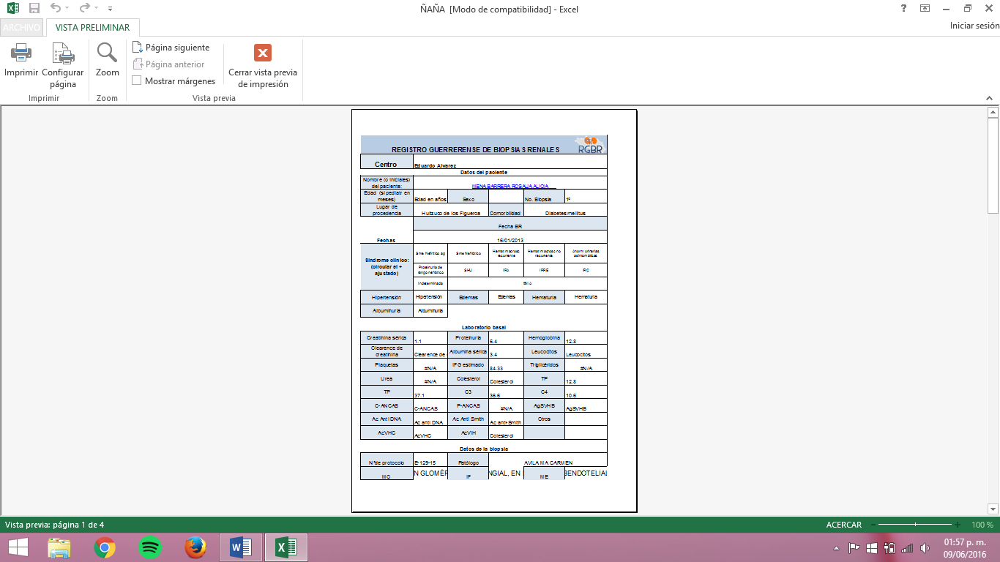 ÑAÑA [Modo de compatibilidad] - Excel
ARCHIVO VISTA PRELIMINAR Iniciar sesión
Imprimir Configurar página Zoom Página siguiente Página anterior Mostrar márgenes Cerrar vista previa de impresión
Imprimir Zoom Vista previa
REGISTRO GUERRERENSE DE BIOPSIAS RENALES RGBR
Centro Eduardo Alvarez
Datos del paciente
Nombre (o iniciales) del paciente: MENA BARRERA ROSALIA ALICIA
Edad (si pediatr en meses) Edad en años Sexo No. Biopsia 1ª
Lugar de procedencia Huitzuco de los Figueroa Comorbilidad Diabetes mellitus
Fecha BR
Fechas 16/01/2013
Síndrome clínico: (circular el + ajustado) Sme Nefrítico ag Sme Nefrótico Hemat macrosc recurrente Hemat macrosc no recurrente Anorm urinarias asintomáticas
Proteinuria de rango nefrótico SHU IRA IRRE IRC
Indeterminada #N/A
Hipertensión Hipertensión Edemas Edemas Hematuria Hematuria
Albuminuria Albuminuria
Laboratorio basal
Creatinina sérica 1.1 Proteinuria 6.4 Hemoglobina 12.8
Clearence de creatinina Clearence de Albumina sérica 3.4 Leucocitos Leucocitos
Plaquetas #N/A IFG estimado 84.33 Trigilcéridos #N/A
Urea #N/A Colesterol Colesterol TP 12.8
TP 37.1 C3 36.6 C4 10.6
C-ANCAS C-ANCAS P-ANCAS #N/A AgSVHB AgSVHB
Ac Anti DNA Ac anti DNA Ac Anti Smith Ac anti-Smith Otros
AcVHC AcVHC AcVIH Colesterol
Datos de la biopsia
N°de protocolo E-129-15 Patólogo AVILA MA CARMEN
MO N GLOMÉR IF NGIAL, EN ME BENDOTELIAL
Vista previa: página 1 de 4 ACERCAR 100 %
01:57 p. m.
09/06/2016